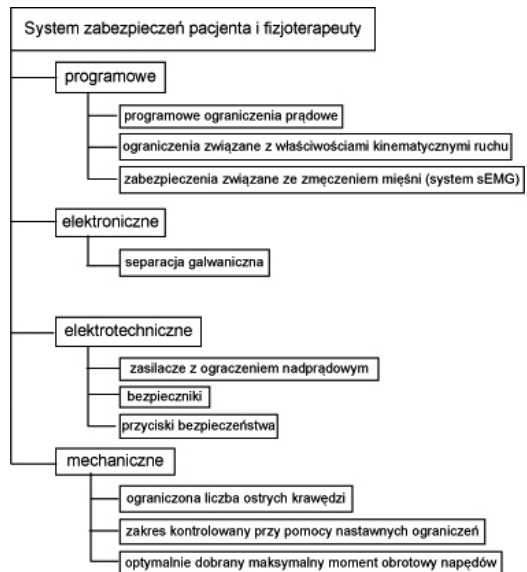 System zabezpieczeń pacjenta i fizjoterapeuty
programowe
programowe ograniczenia prądowe
ograniczenia związane z właściwościami kinematycznymi ruchu
zabezpieczenia związane ze zmęczeniem mięśni (system sEMG)
elektroniczne
separacja galwaniczna
elektrotechniczne
zasilacze z ograczeniem nadprądowym
bezpieczniki
przyciski bezpieczeństwa
mechaniczne
ograniczona liczba ostrych krawędzi
zakres kontrolowany przy pomocy nastawnych ograniczeń
optymalnie dobrany maksymalny moment obrotowy napędów